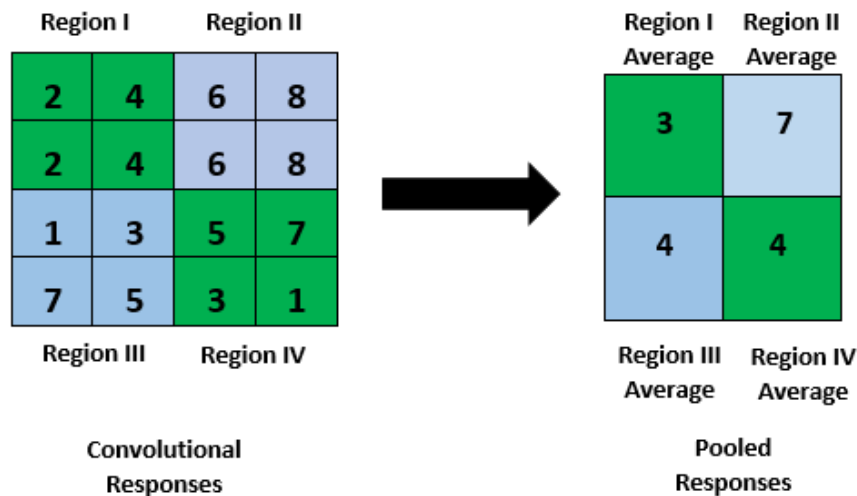 Region I Region II
2 4 6 8
2 4 6 8
1 3 5 7
7 5 3 1
Region III Region IV
Convolutional
Responses
Region I Region II
Average Average
3 7
4 4
Region III Region IV
Average Average
Pooled
Responses